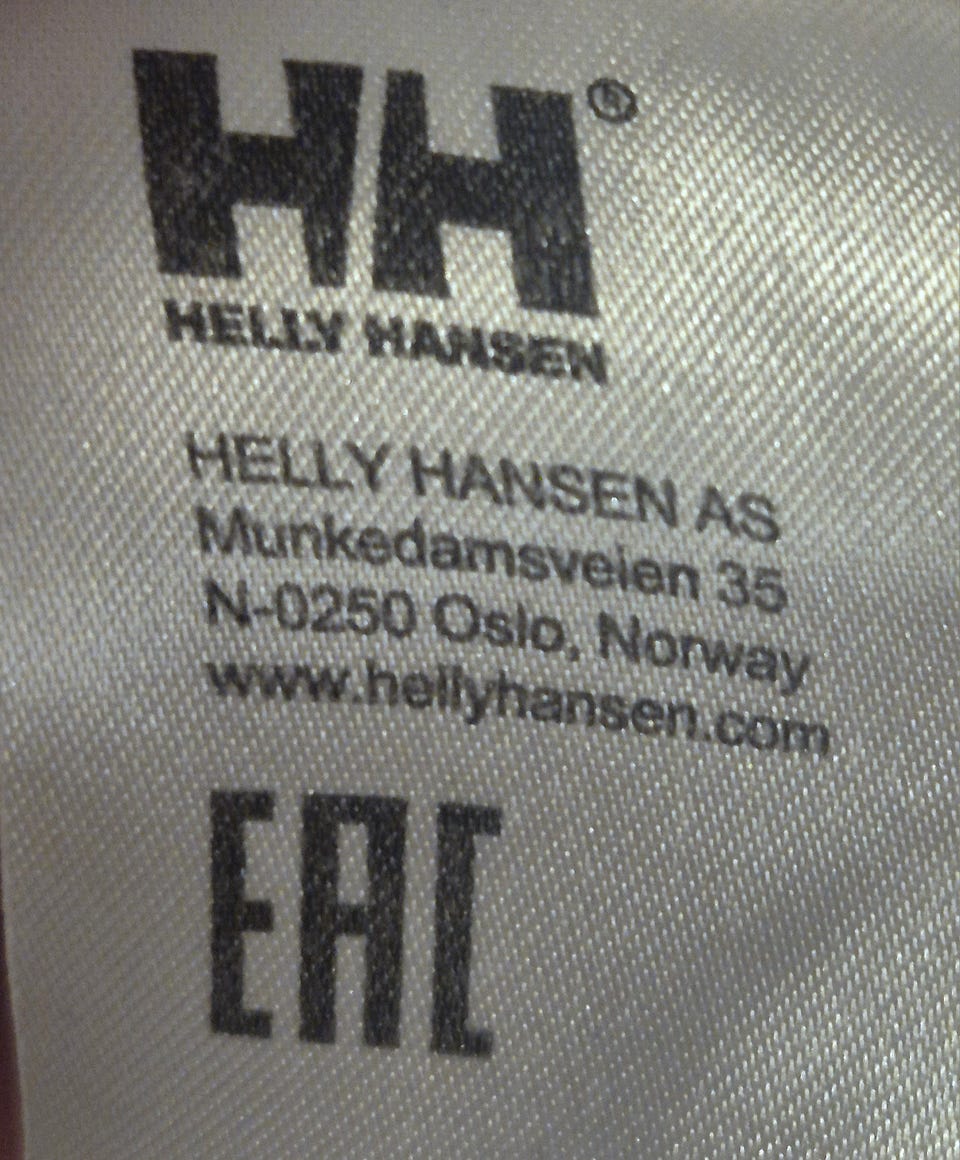 HH®
HELLY HANSEN
HELLY HANSEN AS
Munkedamsveien 35
N-0250 Oslo, Norway
www.hellyhansen.com
EAC